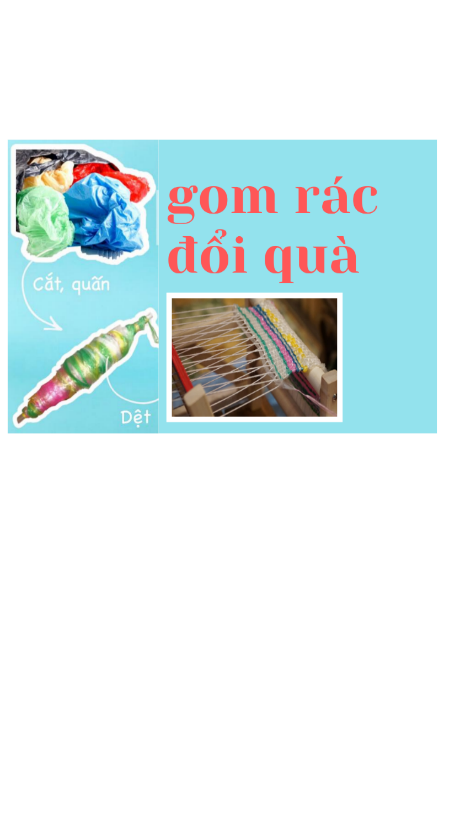 gom rác
đổi quà
Cắt, quấn
Dệt